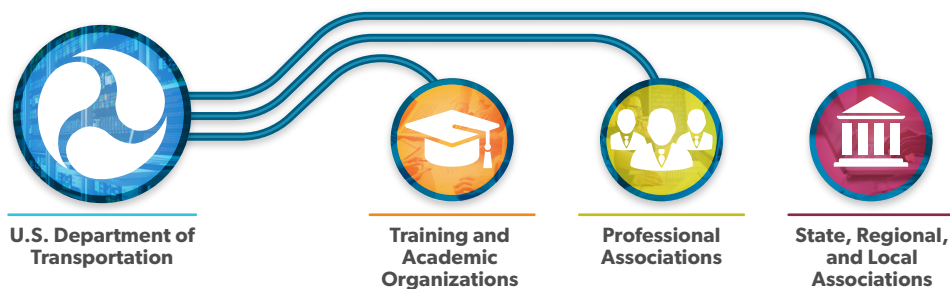 U.S. Department of
Transportation
Training and
Academic
Organizations
Professional
Associations
State, Regional,
and Local
Associations